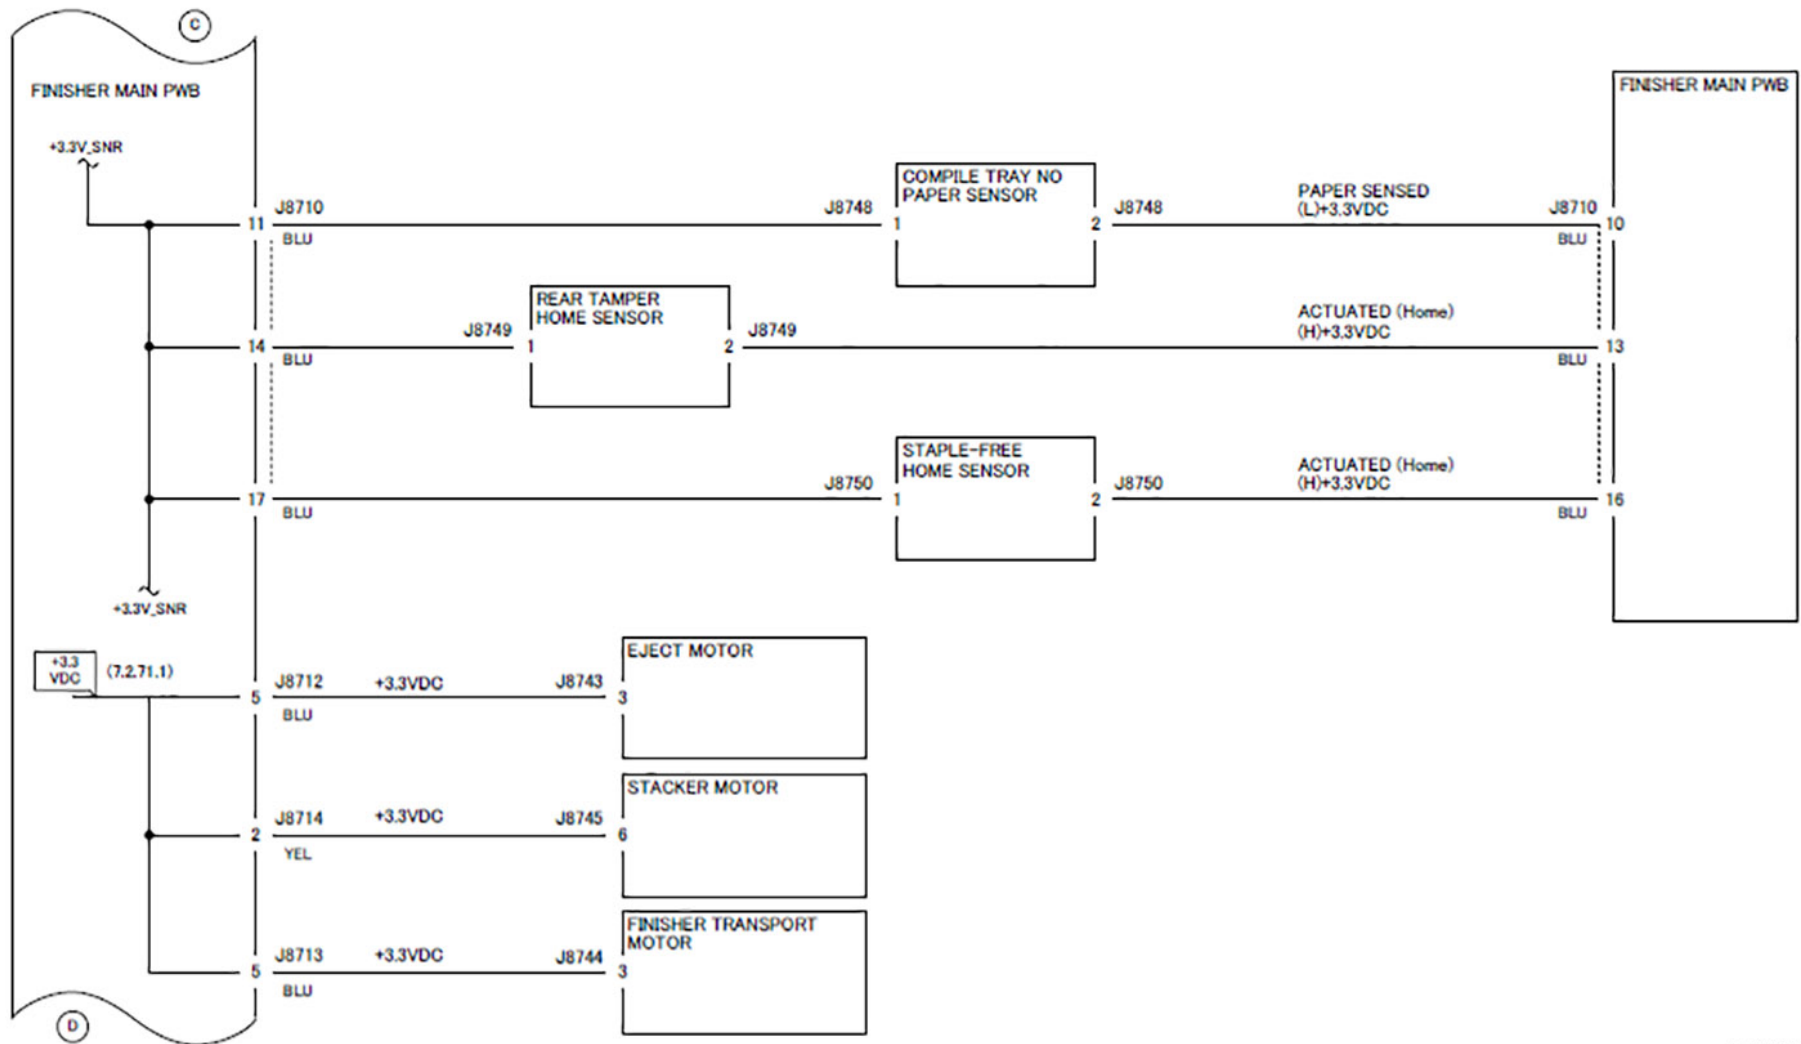 C
FINISHER MAIN PWB
FINISHER MAIN PWB
+3.3V_SNR
COMPILE TRAY NO
PAPER SENSOR
PAPER SENSED
(L)+3.3VDC
11
J8710
BLU
J8748
1
2
J8748
J8710
BLU
10
REAR TAMPER
HOME SENSOR
ACTUATED (Home)
(H)+3.3VDC
14
BLU
J8749
1
2
J8749
BLU
13
STAPLE-FREE
HOME SENSOR
ACTUATED (Home)
(H)+3.3VDC
17
BLU
J8750
1
2
J8750
BLU
16
+3.3V_SNR
+3.3
VDC
(7.2.71.1)
5
J8712
BLU
+3.3VDC
J8743
3
EJECT MOTOR
2
J8714
YEL
+3.3VDC
J8745
6
STACKER MOTOR
5
J8713
BLU
+3.3VDC
J8744
3
FINISHER TRANSPORT
MOTOR
D